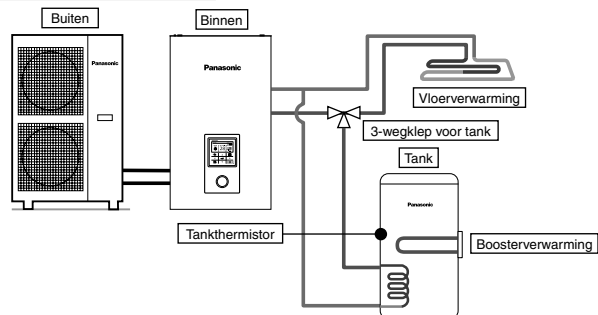 Buiten
Binnen
Panasonic
Panasonic
Vloerverwarming
3-wegklep voor tank
Tank
Panasonic
Tankthermistor
Boosterverwarming